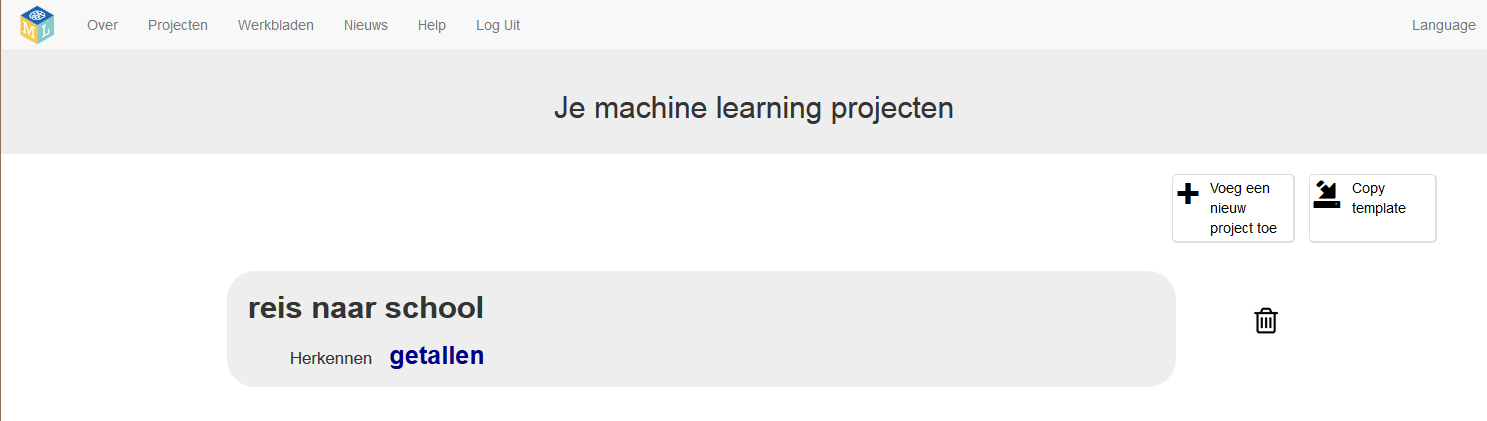 ML
Over Projecten Werkbladen Nieuws Help Log Uit Language
Je machine learning projecten
Voeg een
nieuw
project toe
Copy
template
reis naar school
Herkennen getallen